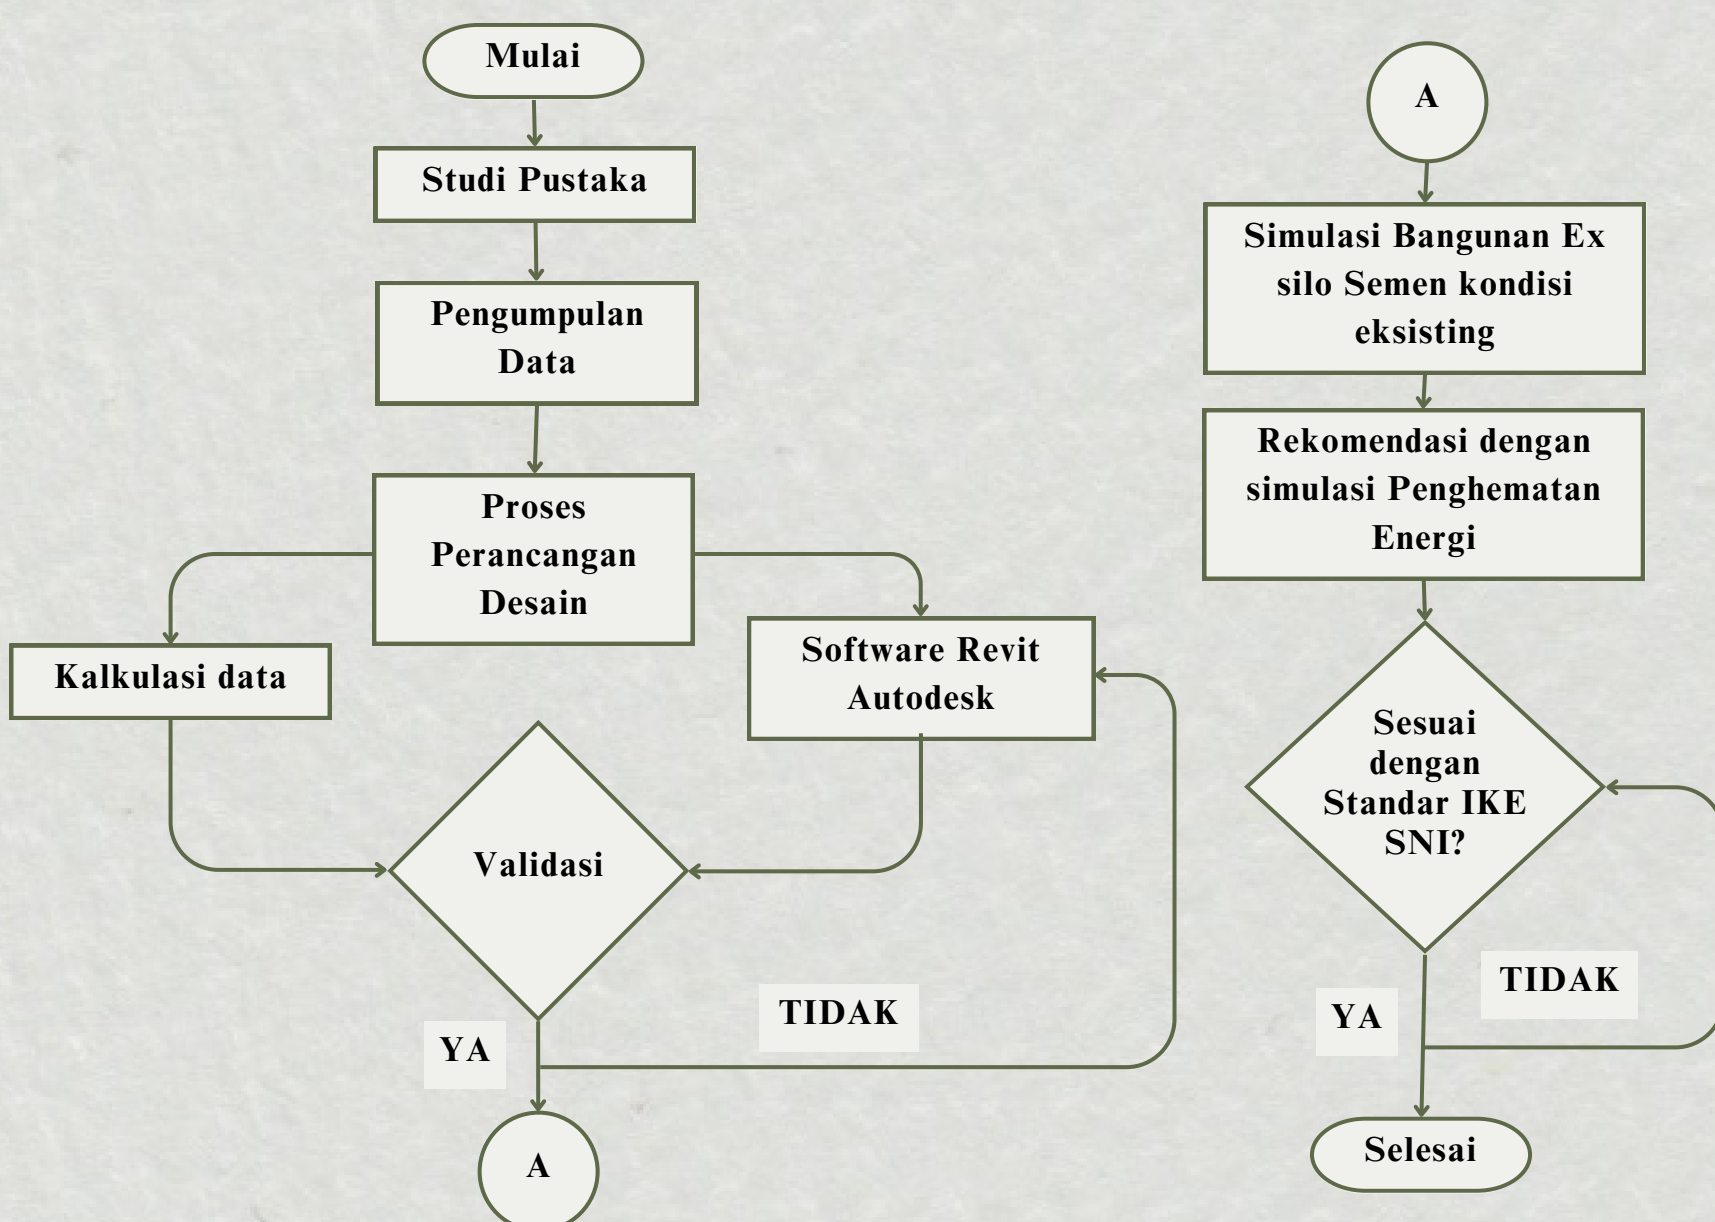 Mulai
Studi Pustaka
Pengumpulan
Data
Proses
Perancangan
Desain
Kalkulasi data
Software Revit
Autodesk
Validasi
YA
TIDAK
A
A
Simulasi Bangunan Ex
silo Semen kondisi
eksisting
Rekomendasi dengan
simulasi Penghematan
Energi
Sesuai
dengan
Standar IKE
SNI?
YA
TIDAK
Selesai